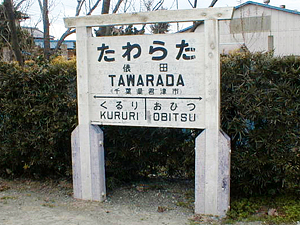 たわらだ
俵田
TAWARADA
(千葉県君津市)
くるり おびつ
KURURI OBITSU